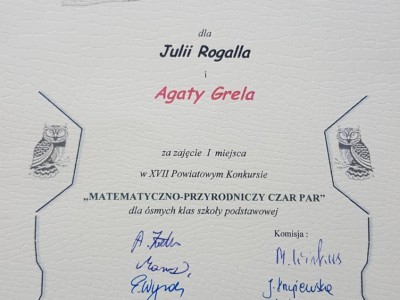 dla
Julii Rogalla
i
Agaty Grela
za zajęcie I miejsca
w XVII Powiatowym Konkursie
„MATEMATYCZNO-PRZYRODNICZY CZAR PAR”
dla ósmych klas szkoły podstawowej
Komisja :